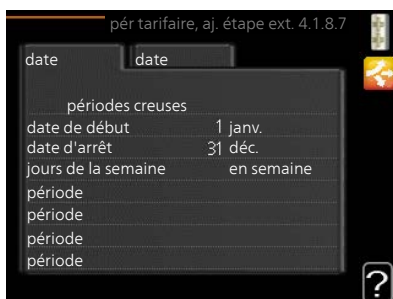 pér tarifaire, aj. étape ext. 4.1.8.7
date date
périodes creuses
date de début 1 janv.
date d'arrêt 31 déc.
jours de la semaine en semaine
période
période
période
période
?